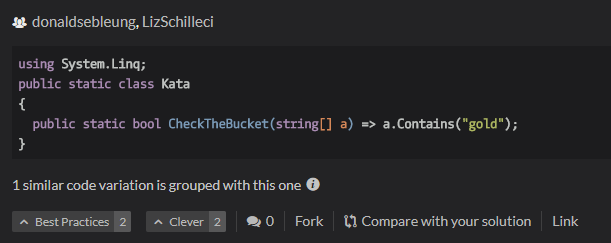 donaldsebleung, LizSchilleci
using System.Linq;
public static class Kata
{
  public static bool CheckTheBucket(string[] a) => a.Contains("gold");
}
1 similar code variation is grouped with this one
Best Practices 2 Clever 2 0 Fork Compare with your solution Link